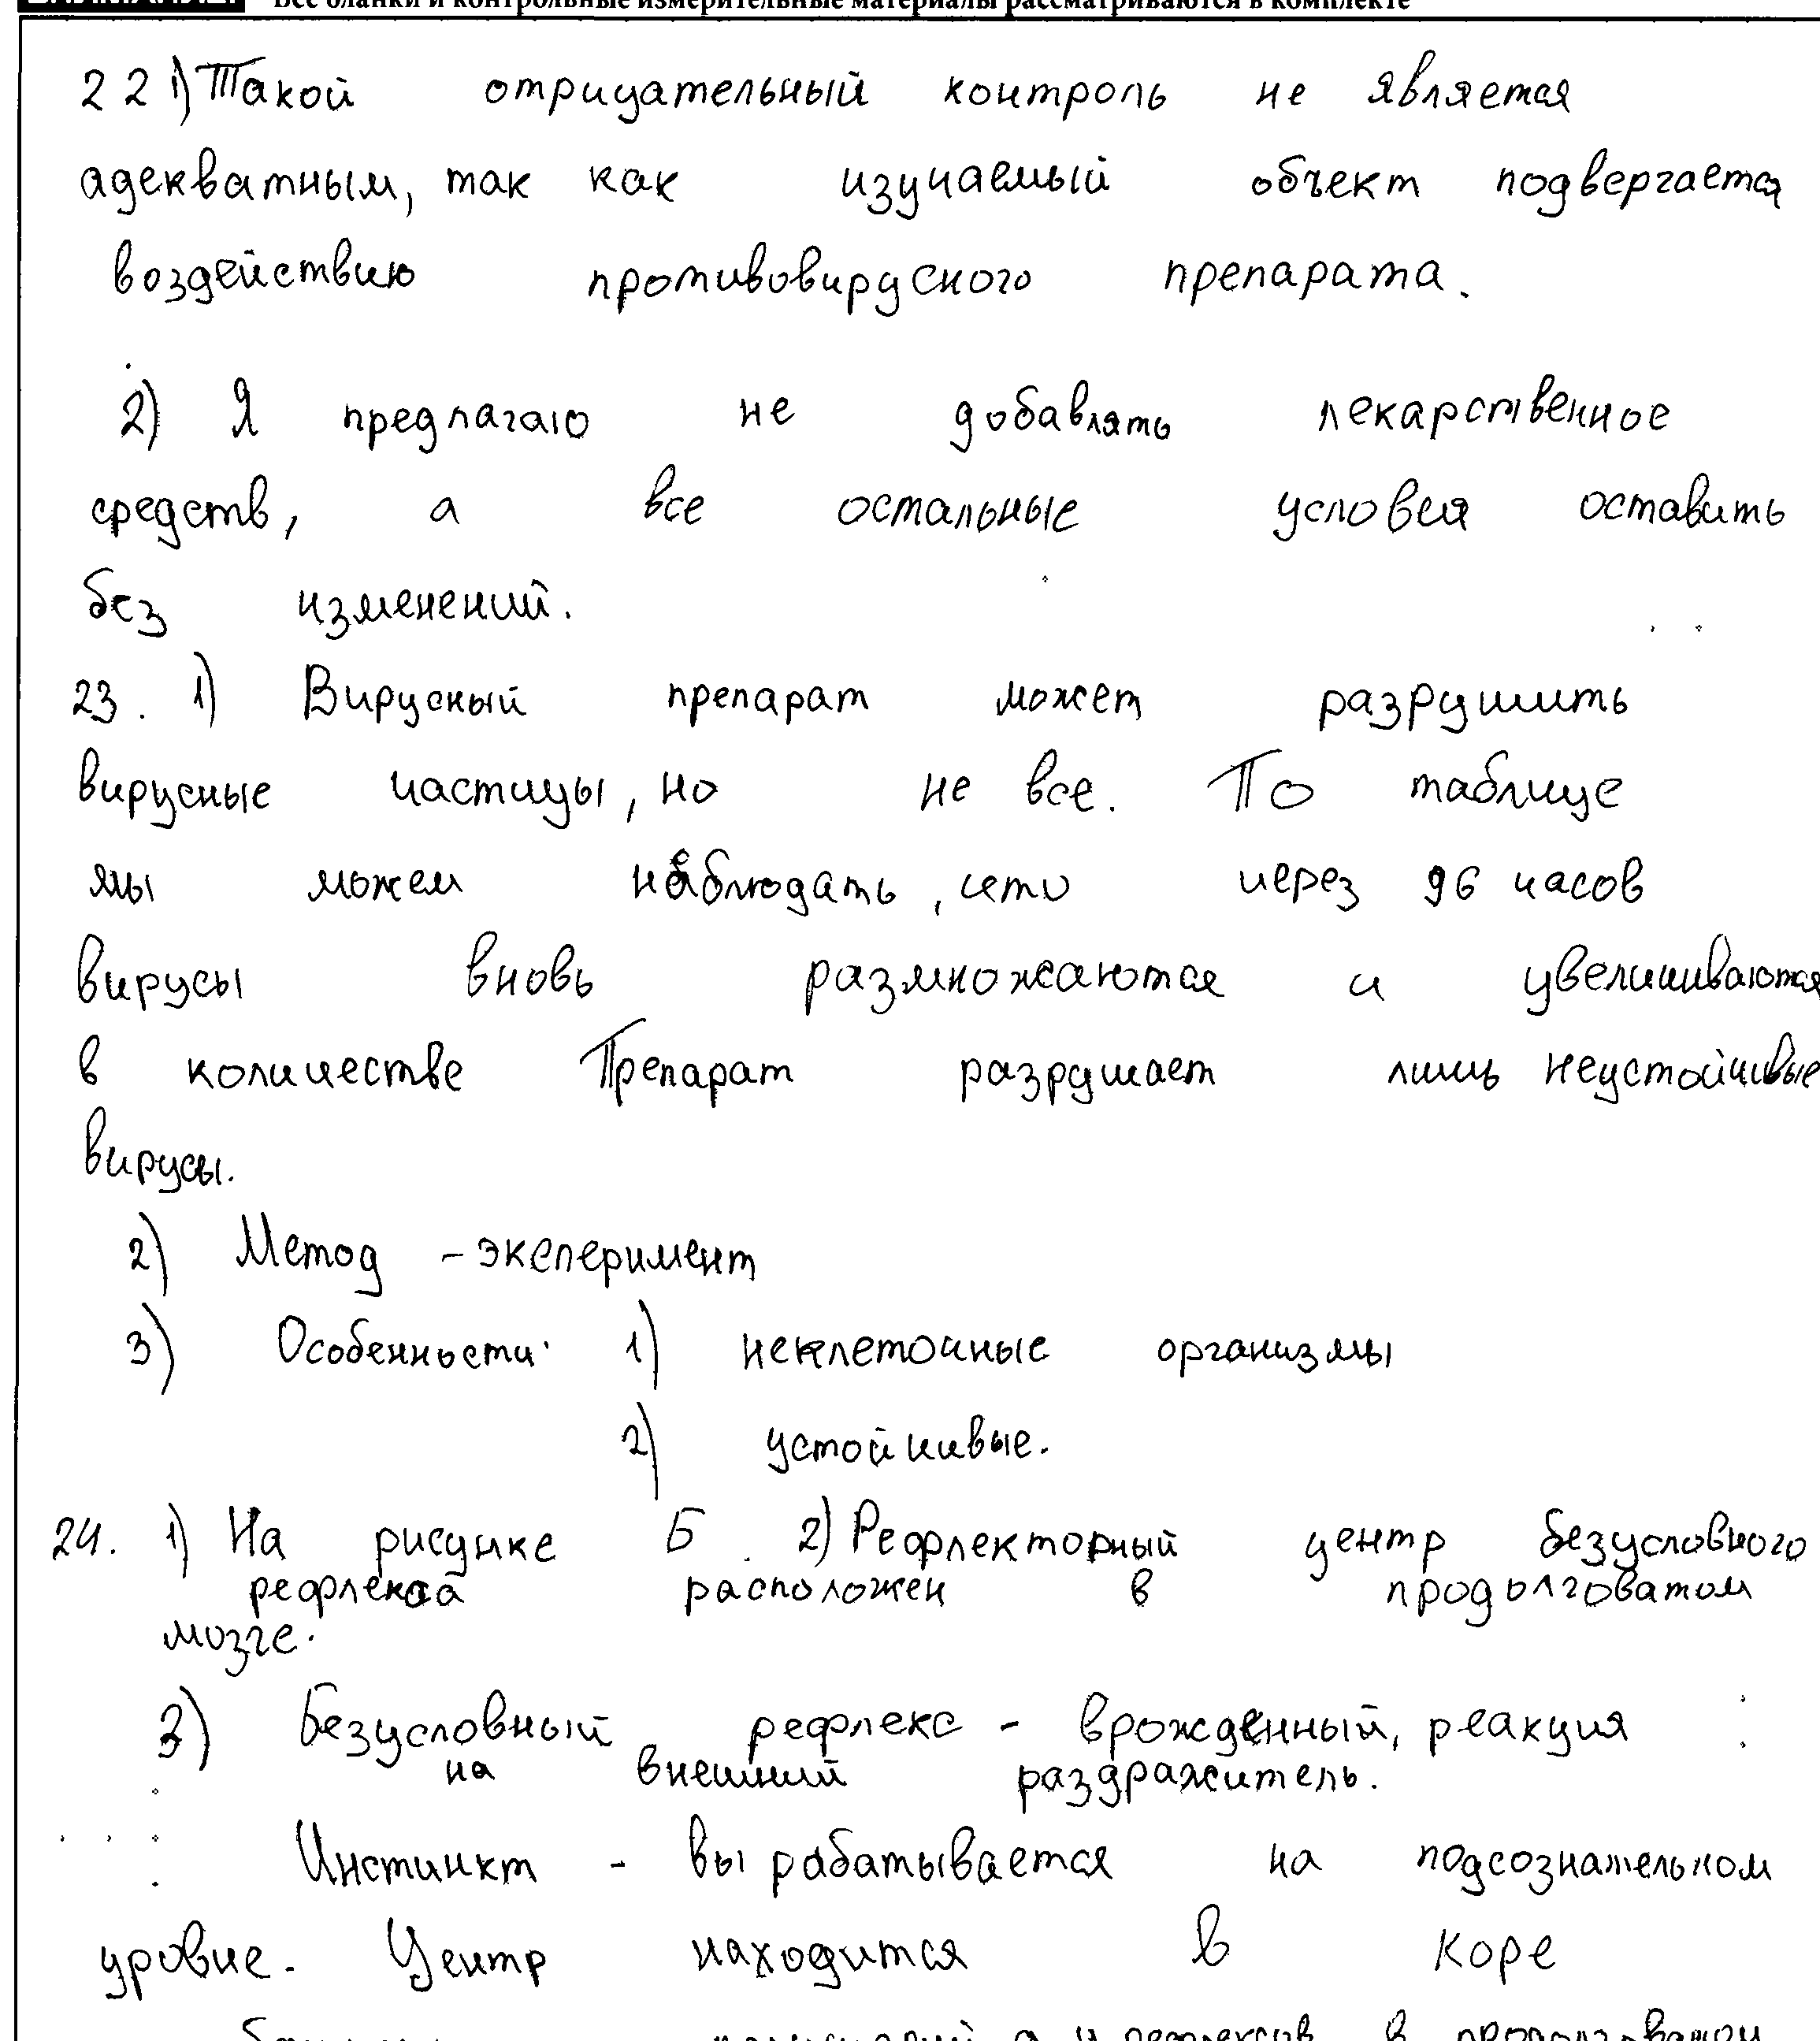 Все бланки и контрольные измерительные материалы рассматриваются в комплекте
22 1) Такой отрицательный контроль не является
адекватным, так как изучаемый объект подвергается
воздействию противовирусного препарата.
2) Я предлагаю не добавлять лекарственное
средств, а все остальные условия оставить
без изменений.
23. 1) Вирусный препарат может разрушить
вирусные частицы, но не все. По таблице
мы можем наблюдать, что через 96 часов
вирусы вновь размножаются и увеличиваются
в количестве Препарат разрушает лишь неустойчивые
вирусы.
2) Метод - эксперимент
3) Особенности: 1) неклеточные организмы
2) устойчивые.
24. 1) На рисунке Б. 2) Рефлекторный центр безусловного
рефлекса расположен в продолговатом
мозге.
3) Безусловный рефлекс - врожденный, реакция
на внешний раздражитель.
Инстинкт - вырабатывается на подсознательном
уровне. Центр находится в коре